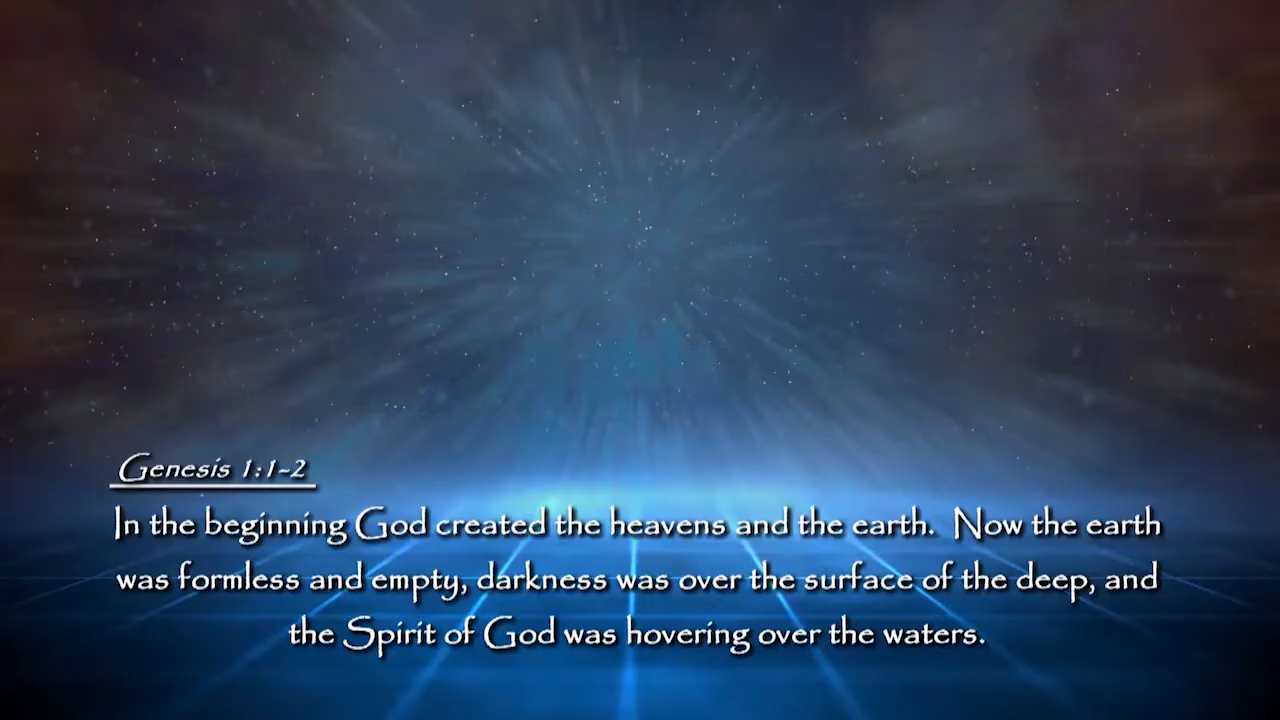 Genesis 1:1-2
In the beginning God created the heavens and the earth.  Now the earth
was formless and empty, darkness was over the surface of the deep, and
the Spirit of God was hovering over the waters.